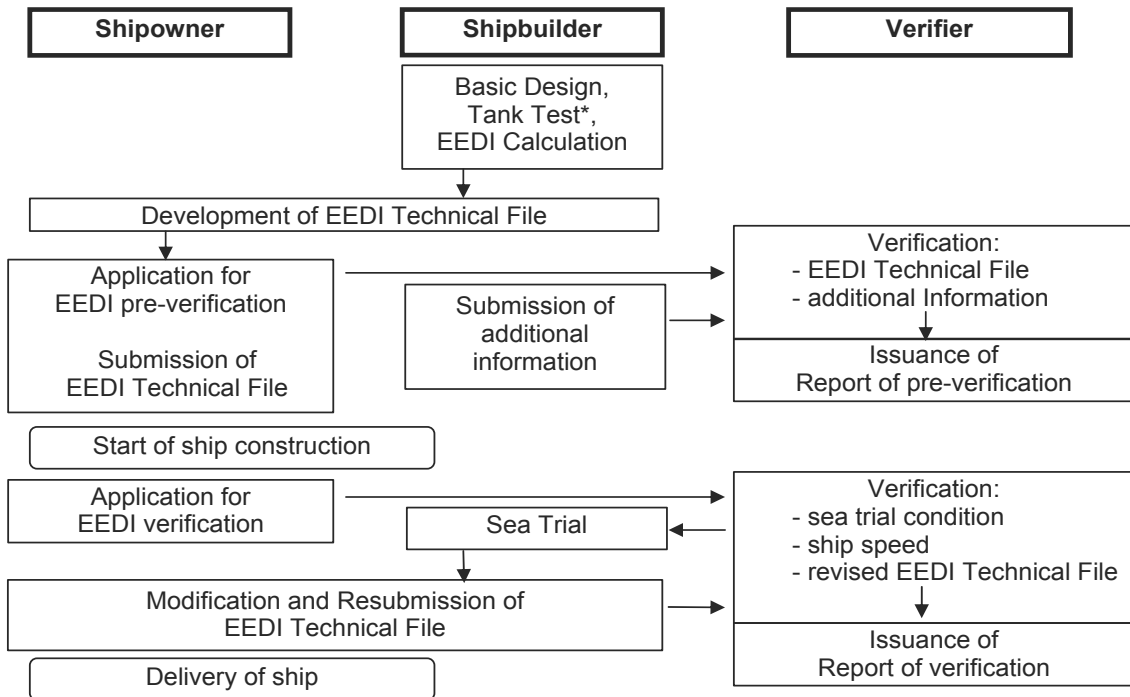 Shipowner
Shipbuilder
Verifier
Basic Design,
Tank Test*,
EEDI Calculation
Development of EEDI Technical File
Application for
EEDI pre-verification
Submission of
EEDI Technical File
Submission of
additional
information
Verification:
- EEDI Technical File
- additional Information
Issuance of
Report of pre-verification
Start of ship construction
Application for
EEDI verification
Sea Trial
Verification:
- sea trial condition
- ship speed
- revised EEDI Technical File
Modification and Resubmission of
EEDI Technical File
Issuance of
Report of verification
Delivery of ship